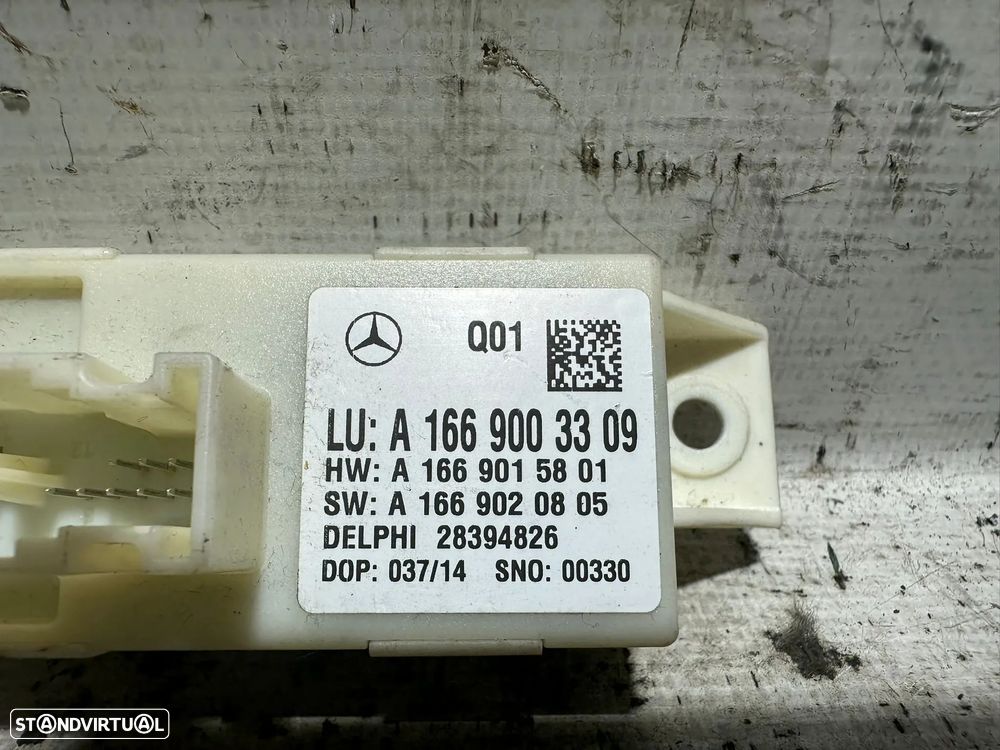 Q01
LU: A 166 900 33 09
HW: A 166 901 58 01
SW: A 166 902 08 05
DELPHI 28394826
DOP: 037/14 SNO: 00330
STANDVIRTUAL